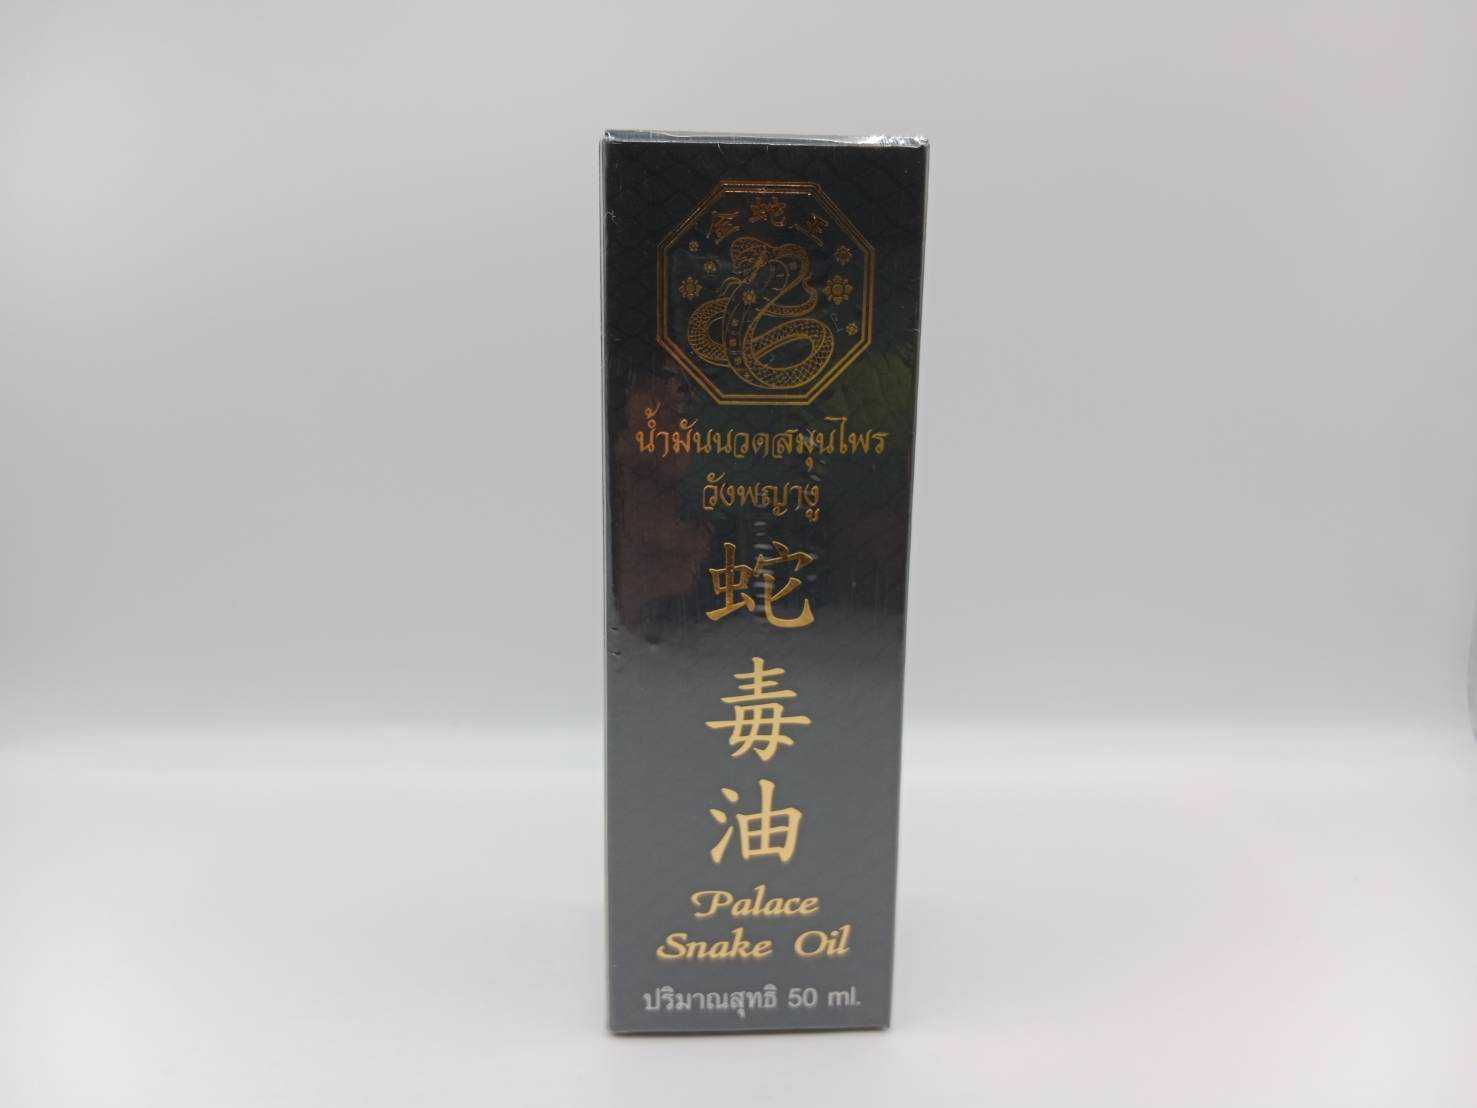 金蛇王
น้ำมันนวดสมุนไพร
วังพญางู
蛇
毒
油
Palace
Snake Oil
ปริมาณสุทธิ 50 ml.